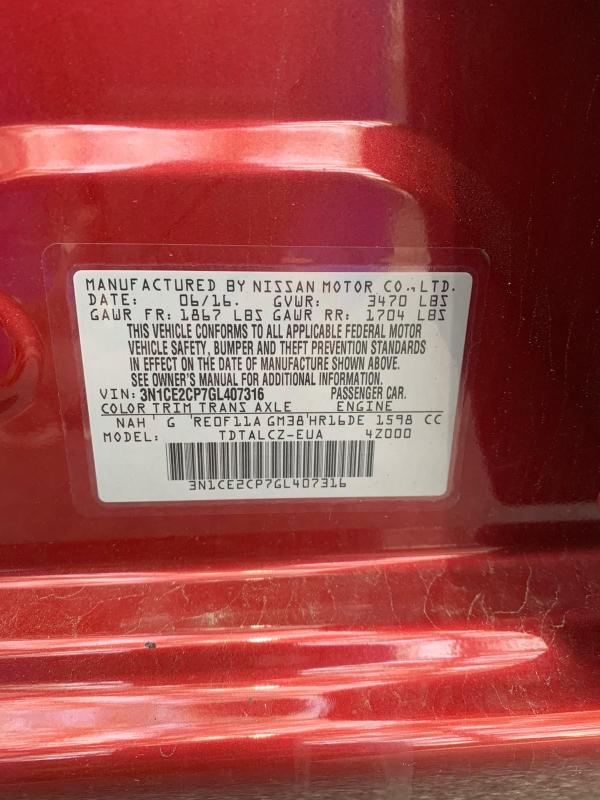 MANUFACTURED BY NISSAN MOTOR CO.,LTD.
DATE: 06/16. GVWR: 3470 LBS
GAWR FR: 1867 LBS GAWR RR: 1704 LBS
THIS VEHICLE CONFORMS TO ALL APPLICABLE FEDERAL MOTOR
VEHICLE SAFETY, BUMPER AND THEFT PREVENTION STANDARDS
IN EFFECT ON THE DATE OF MANUFACTURE SHOWN ABOVE.
SEE OWNER'S MANUAL FOR ADDITIONAL INFORMATION.
VIN: 3N1CE2CP7GL407316 PASSENGER CAR.
COLOR TRIM TRANS AXLE ENGINE
NAH ' G 'RE0F11A GM38'HR16DE 1598 CC
MODEL: TDTALCZ-EUA 4Z000
3N1CE2CP7GL407316